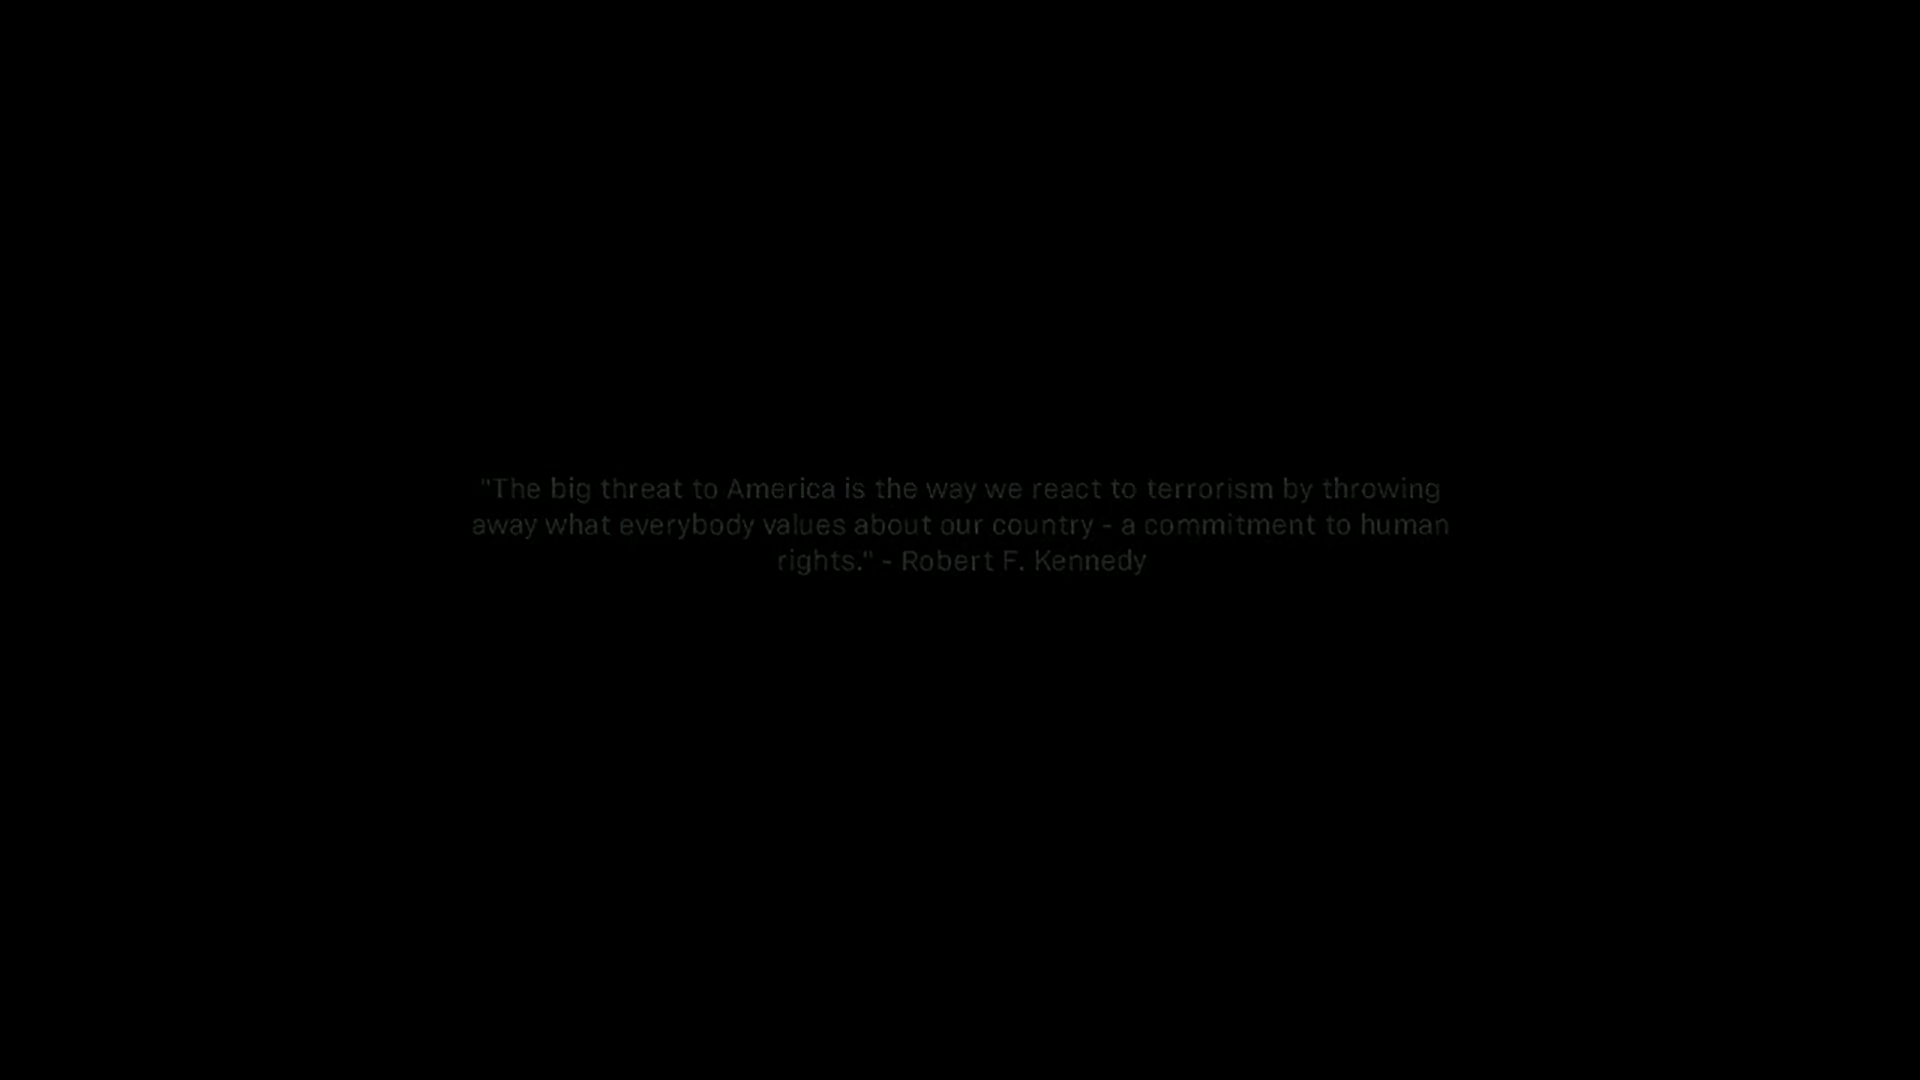 "The big threat to America is the way we react to terrorism by throwing
away what everybody values about our country - a commitment to human
rights." - Robert F. Kennedy